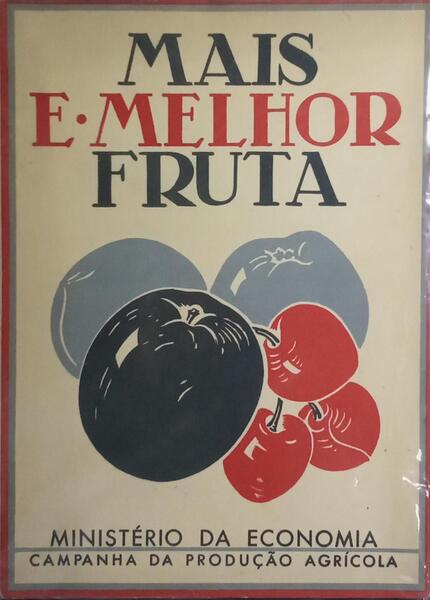 MAIS
E·MELHOR
FRUTA
MINISTÉRIO DA ECONOMIA
CAMPANHA DA PRODUÇÃO AGRÍCOLA